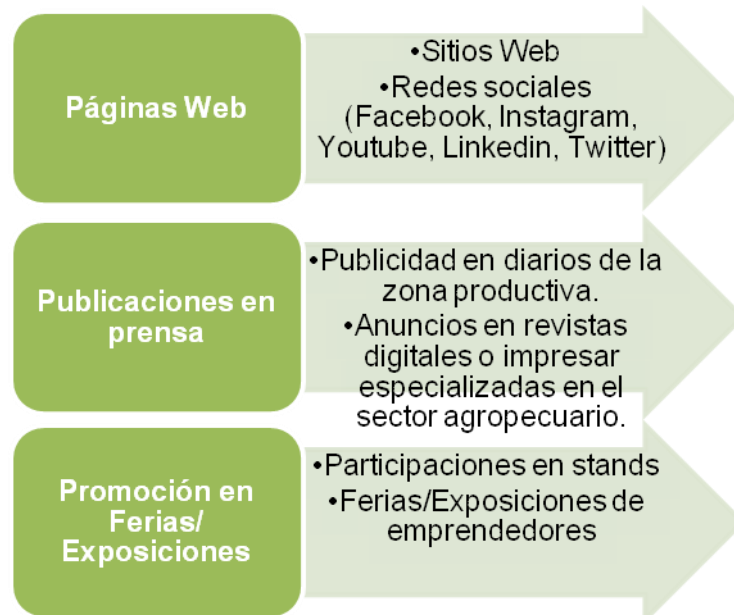 Páginas Web
•Sitios Web
•Redes sociales
(Facebook, Instagram,
Youtube, Linkedin, Twitter)
Publicaciones en
prensa
•Publicidad en diarios de la
zona productiva.
•Anuncios en revistas
digitales o impresar
especializadas en el
sector agropecuario.
Promoción en
Ferias/
Exposiciones
•Participaciones en stands
•Ferias/Exposiciones de
emprendedores